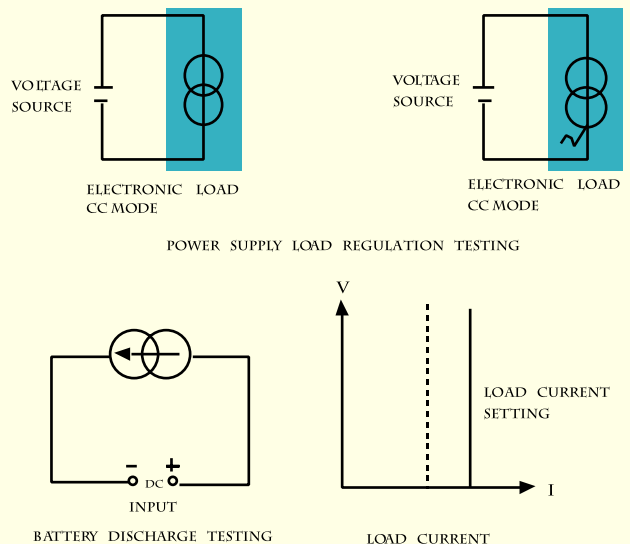 VOLTAGE
SOURCE
ELECTRONIC LOAD
CC MODE
VOLTAGE
SOURCE
ELECTRONIC LOAD
CC MODE
POWER SUPPLY LOAD REGULATION TESTING
- DC +
INPUT
BATTERY DISCHARGE TESTING
V
LOAD CURRENT
SETTING
I
LOAD CURRENT